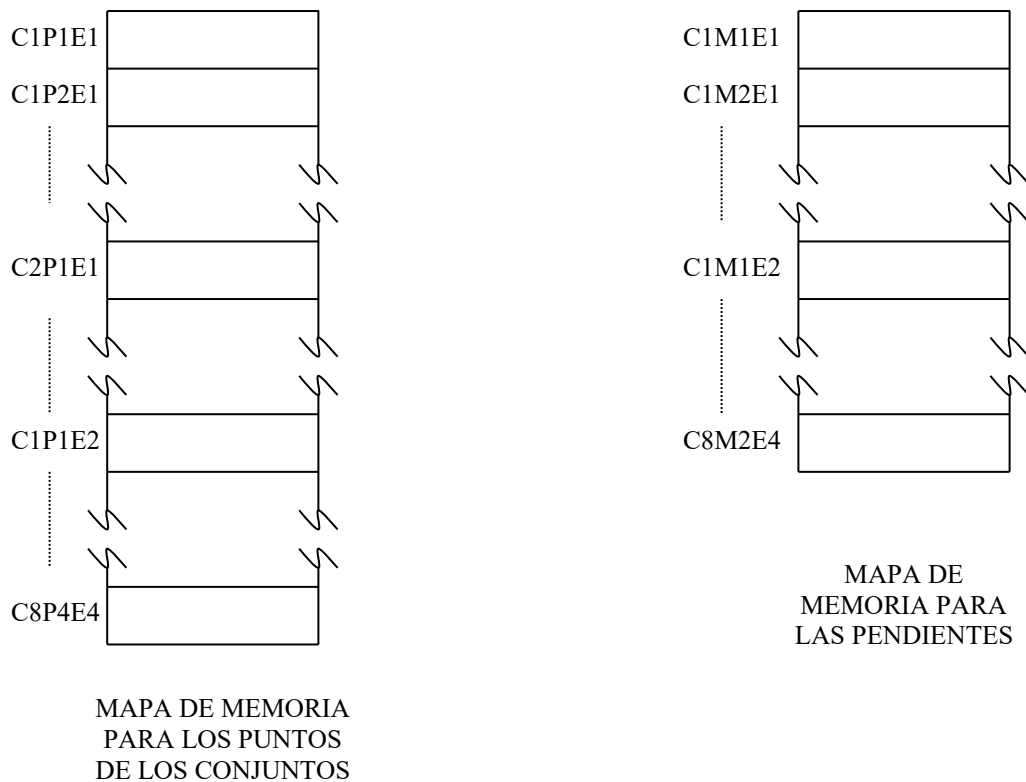 C1P1E1
C1P2E1
C2P1E1
C1P1E2
C8P4E4
MAPA DE MEMORIA
PARA LOS PUNTOS
DE LOS CONJUNTOS
C1M1E1
C1M2E1
C1M1E2
C8M2E4
MAPA DE
MEMORIA PARA
LAS PENDIENTES